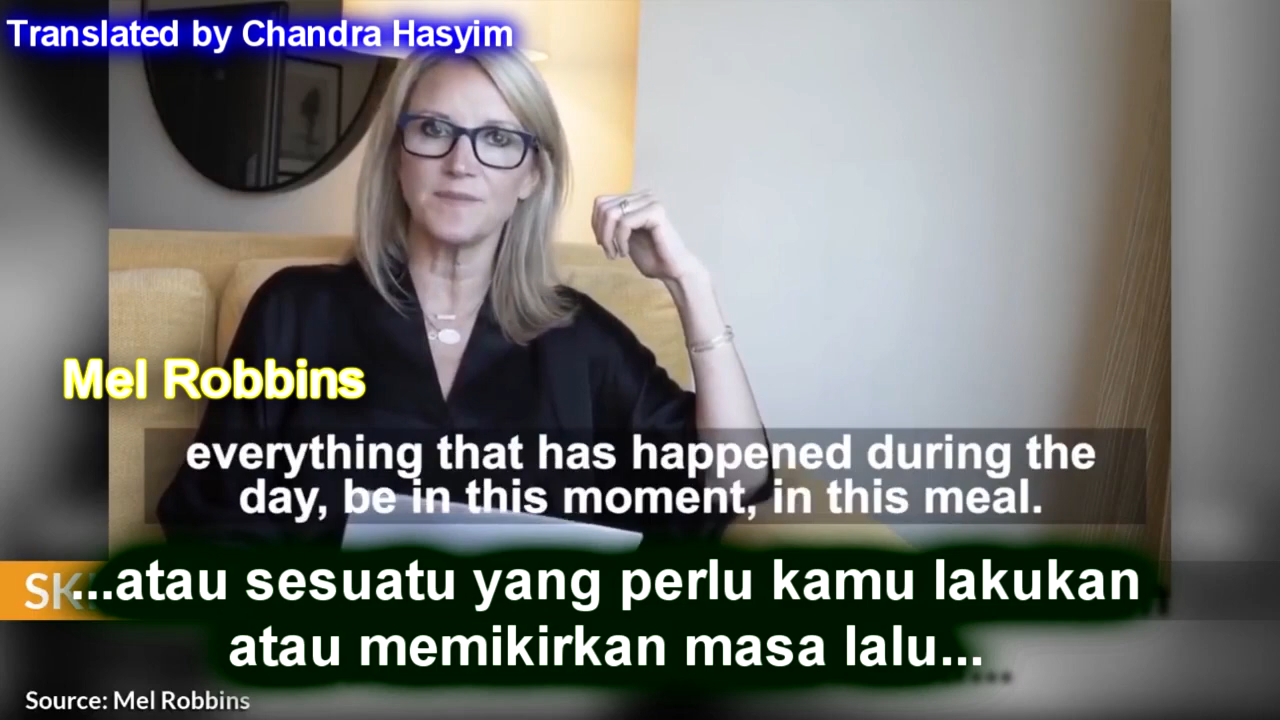 Translated by Chandra Hasyim
Mel Robbins
everything that has happened during the
day, be in this moment, in this meal.
...atau sesuatu yang perlu kamu lakukan
atau memikirkan masa lalu...
Source: Mel Robbins